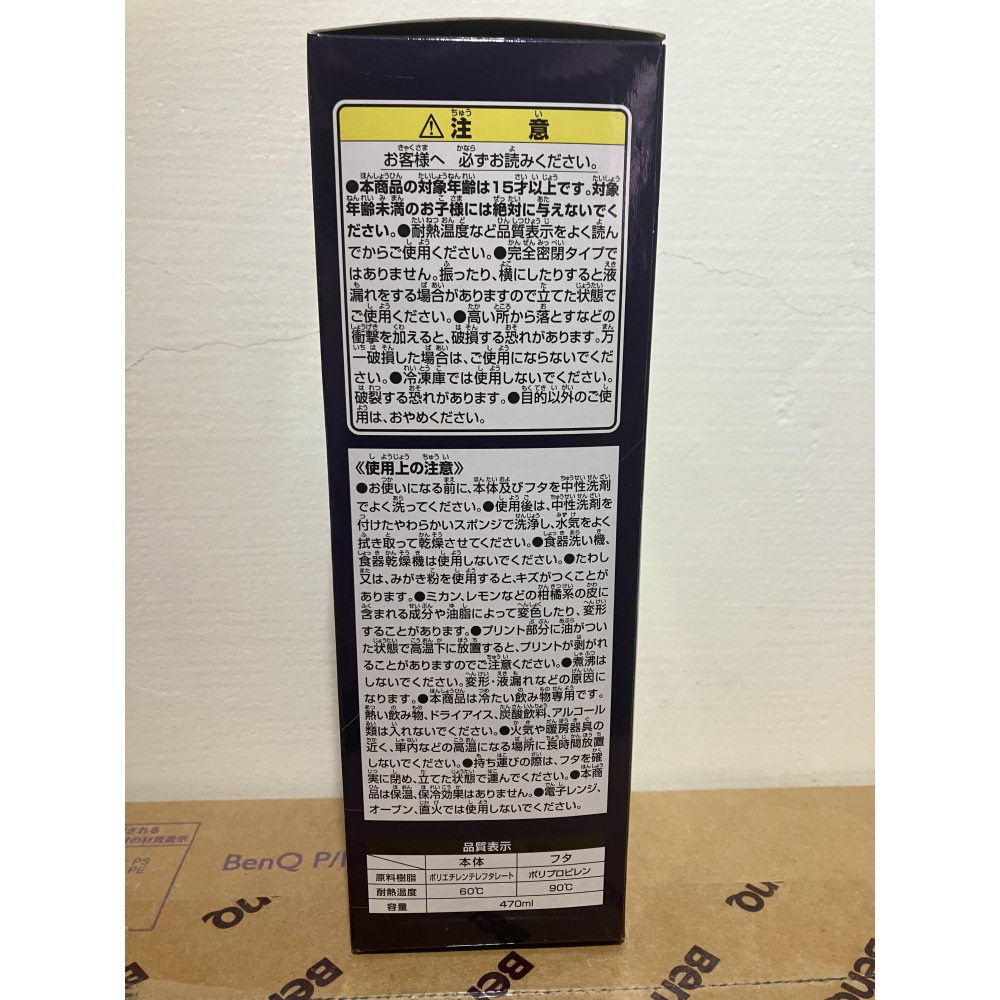 ⚠注意
お客様へ 必ずお読みください。
●本商品の対象年齢は15才以上です。対象
年齢未満のお子様には絶対に与えないでく
ださい。●耐熱温度など品質表示をよく読ん
でからご使用ください。●完全密閉タイプで
はありません。振ったり、横にしたりすると液
漏れをする場合がありますので立てた状態で
ご使用ください。●高い所から落とすなどの
衝撃を加えると、破損する恐れがあります。万
一破損した場合は、ご使用にならないでくだ
さい。●冷凍庫では使用しないでください。
破裂する恐れがあります。●目的以外のご使
用は、おやめください。
《使用上の注意》
●お使いになる前に、本体及びフタを中性洗剤
でよく洗ってください。●使用後は、中性洗剤を
付けたやわらかいスポンジで洗浄し、水気をよく
拭き取って乾燥させてください。●食器洗い機、
食器乾燥機は使用しないでください。●たわし
又は、みがき粉を使用すると、キズがつくことが
あります。●ミカン、レモンなどの柑橘系の皮に
含まれる成分や油脂によって変色したり、変形
することがあります。●プリント部分に油がつい
た状態で高温下に放置すると、プリントが剥がれ
ることがありますのでご注意ください。●煮沸は
しないでください。変形・液漏れなどの原因に
なります。●本商品は冷たい飲み物専用です。
熱い飲み物、ドライアイス、炭酸飲料、アルコール
類は入れないでください。●火気や暖房器具の
近く、車内などの高温になる場所に長時間放置
しないでください。●持ち運びの際は、フタを確
実に閉め、立てた状態で運んでください。●本商
品は保温、保冷効果はありません。●電子レンジ、
オーブン、直火では使用しないでください。
品質表示
本体 フタ
原料樹脂 ポリエチレンテレフタレート ポリプロピレン
耐熱温度 60℃ 90℃
容量 470ml
BenQ P/
PS
PE
BenQ